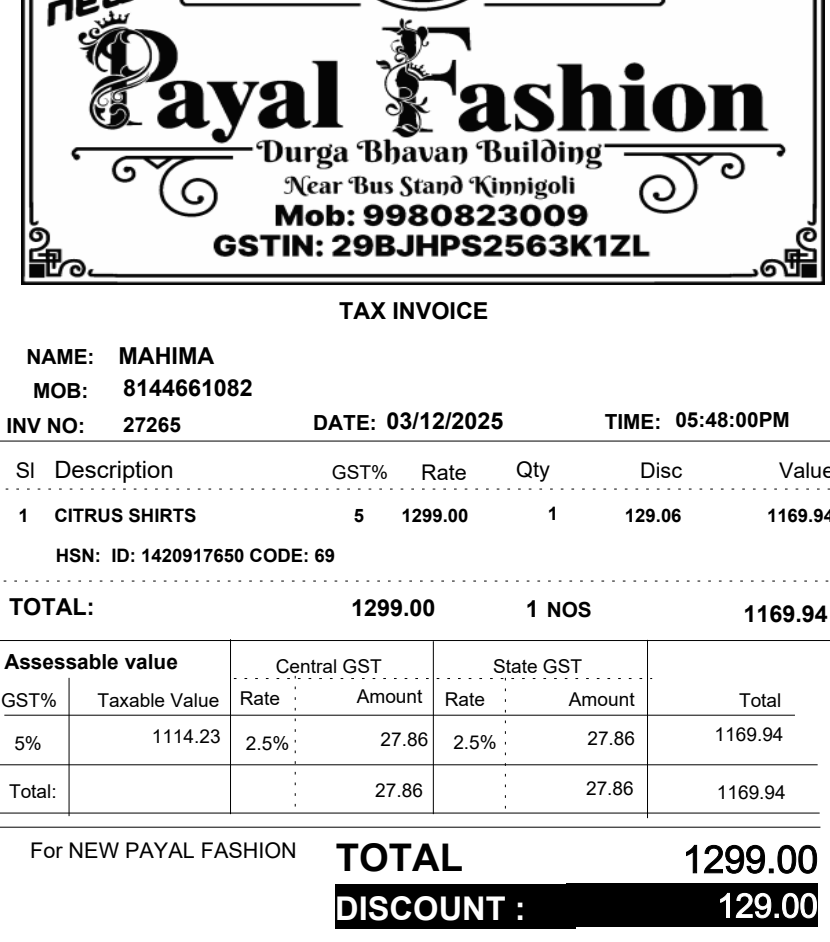 new
Payal Fashion
Durga Bhavan Building
Near Bus Stand Kinnigoli
Mob: 9980823009
GSTIN: 29BJHPS2563K1ZL
TAX INVOICE
NAME: MAHIMA
MOB: 8144661082
INV NO: 27265 DATE: 03/12/2025 TIME: 05:48:00PM
Sl Description GST% Rate Qty Disc Value
1 CITRUS SHIRTS 5 1299.00 1 129.06 1169.94
HSN: ID: 1420917650 CODE: 69
TOTAL: 1299.00 1 NOS 1169.94
Assessable value Central GST State GST
GST% Taxable Value Rate Amount Rate Amount Total
5% 1114.23 2.5% 27.86 2.5% 27.86 1169.94
Total: 27.86 27.86 1169.94
For NEW PAYAL FASHION TOTAL 1299.00
DISCOUNT : 129.00